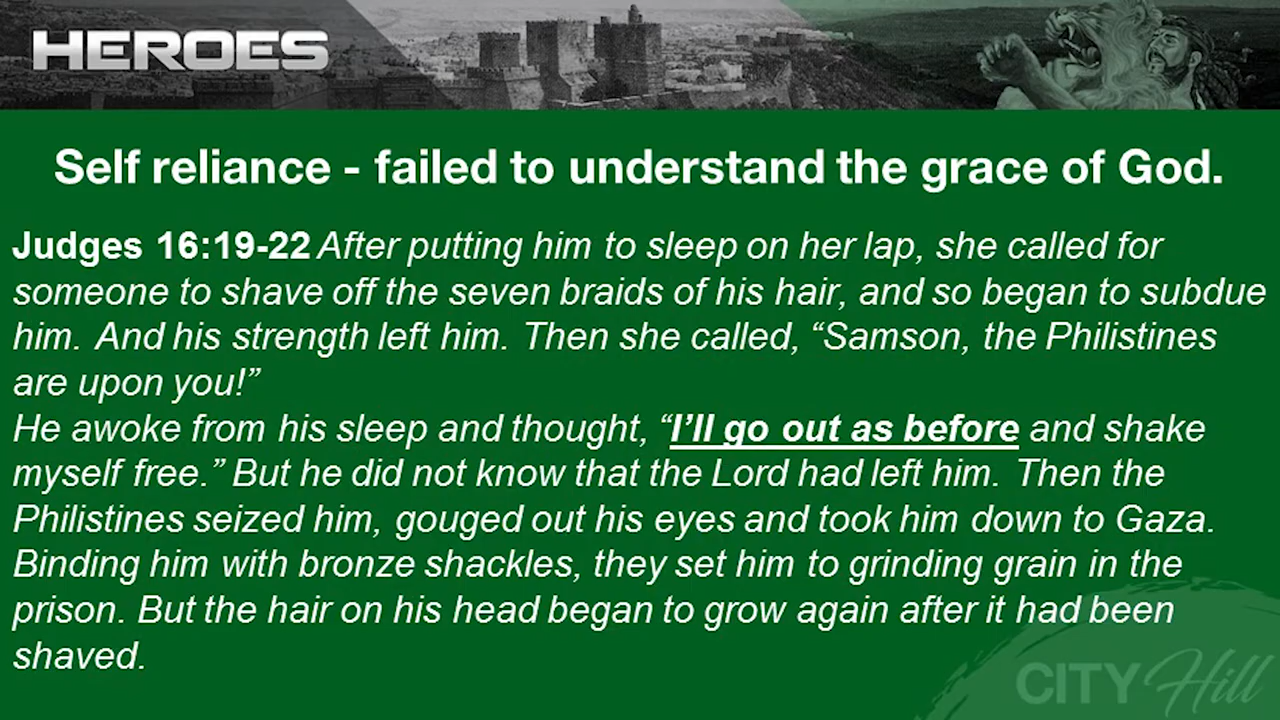 HEROES
Self reliance - failed to understand the grace of God.
Judges 16:19-22 After putting him to sleep on her lap, she called for
someone to shave off the seven braids of his hair, and so began to subdue
him. And his strength left him. Then she called, “Samson, the Philistines
are upon you!”
He awoke from his sleep and thought, “I’ll go out as before and shake
myself free.” But he did not know that the Lord had left him. Then the
Philistines seized him, gouged out his eyes and took him down to Gaza.
Binding him with bronze shackles, they set him to grinding grain in the
prison. But the hair on his head began to grow again after it had been
shaved.
CITY Hill